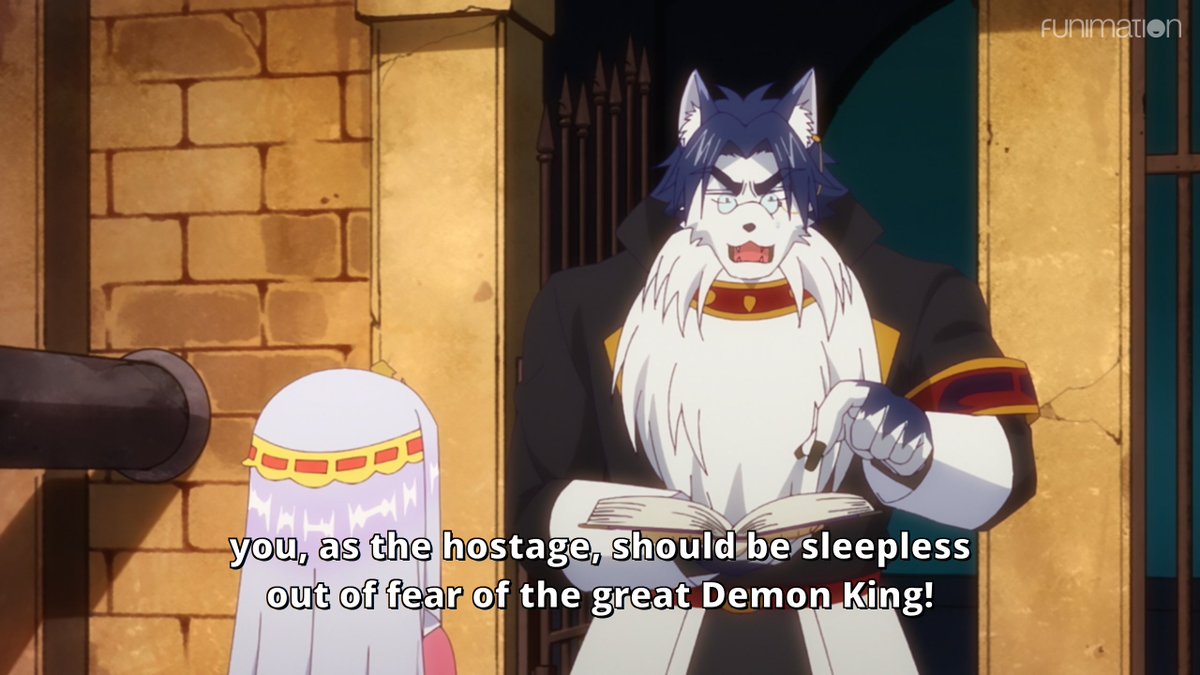 FUNIMATION
you, as the hostage, should be sleepless
out of fear of the great Demon King!